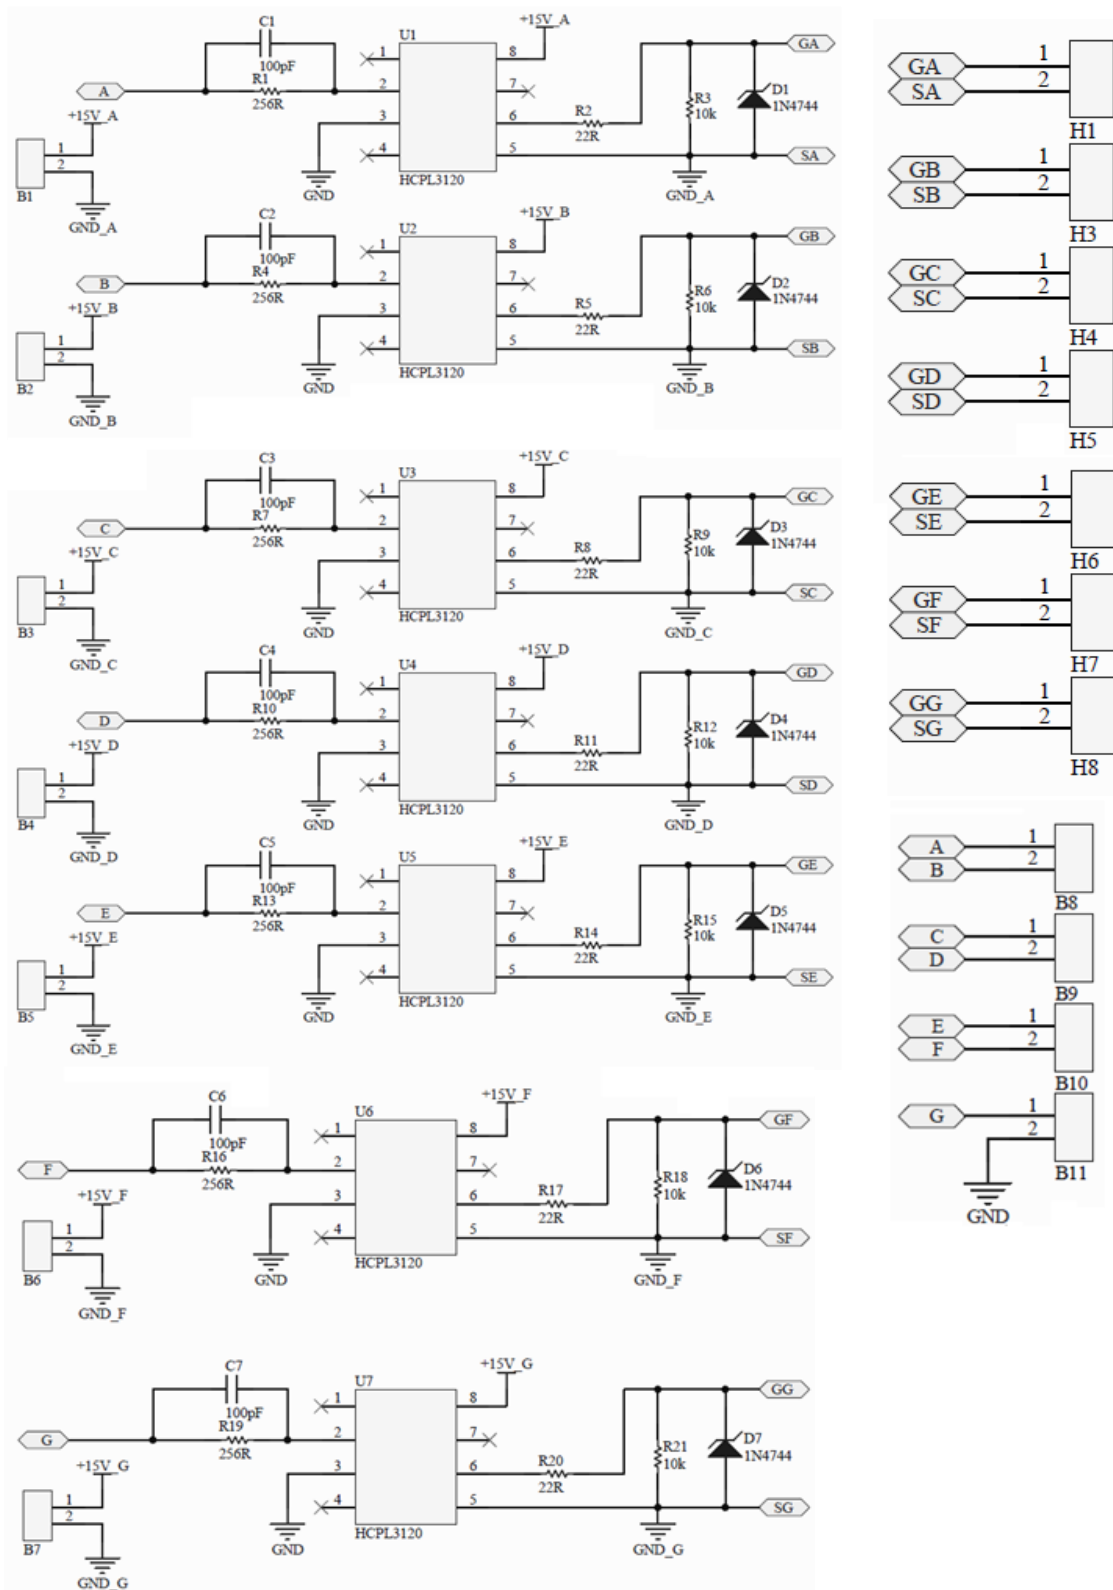 C1
100pF
R1
256R
A
+15V_A
1
2
B1
GND_A
U1
1
2
3
4
8
7
6
5
HCPL3120
GND
+15V_A
R2
22R
R3
10k
D1
1N4744
GA
SA
GND_A
C2
100pF
R4
256R
B
+15V_B
1
2
B2
GND_B
U2
1
2
3
4
8
7
6
5
HCPL3120
GND
+15V_B
R5
22R
R6
10k
D2
1N4744
GB
SB
GND_B
C3
100pF
R7
256R
C
+15V_C
1
2
B3
GND_C
U3
1
2
3
4
8
7
6
5
HCPL3120
GND
+15V_C
R8
22R
R9
10k
D3
1N4744
GC
SC
GND_C
C4
100pF
R10
256R
D
+15V_D
1
2
B4
GND_D
U4
1
2
3
4
8
7
6
5
HCPL3120
GND
+15V_D
R11
22R
R12
10k
D4
1N4744
GD
SD
GND_D
C5
100pF
R13
256R
E
+15V_E
1
2
B5
GND_E
U5
1
2
3
4
8
7
6
5
HCPL3120
GND
+15V_E
R14
22R
R15
10k
D5
1N4744
GE
SE
GND_E
C6
100pF
R16
256R
F
+15V_F
1
2
B6
GND_F
U6
1
2
3
4
8
7
6
5
HCPL3120
GND
+15V_F
R17
22R
R18
10k
D6
1N4744
GF
SF
GND_F
C7
100pF
R19
256R
G
+15V_G
1
2
B7
GND_G
U7
1
2
3
4
8
7
6
5
HCPL3120
GND
+15V_G
R20
22R
R21
10k
D7
1N4744
GG
SG
GND_G
GA 1
SA 2
H1
GB 1
SB 2
H3
GC 1
SC 2
H4
GD 1
SD 2
H5
GE 1
SE 2
H6
GF 1
SF 2
H7
GG 1
SG 2
H8
A 1
B 2
B8
C 1
D 2
B9
E 1
F 2
B10
G 1
2
B11
GND